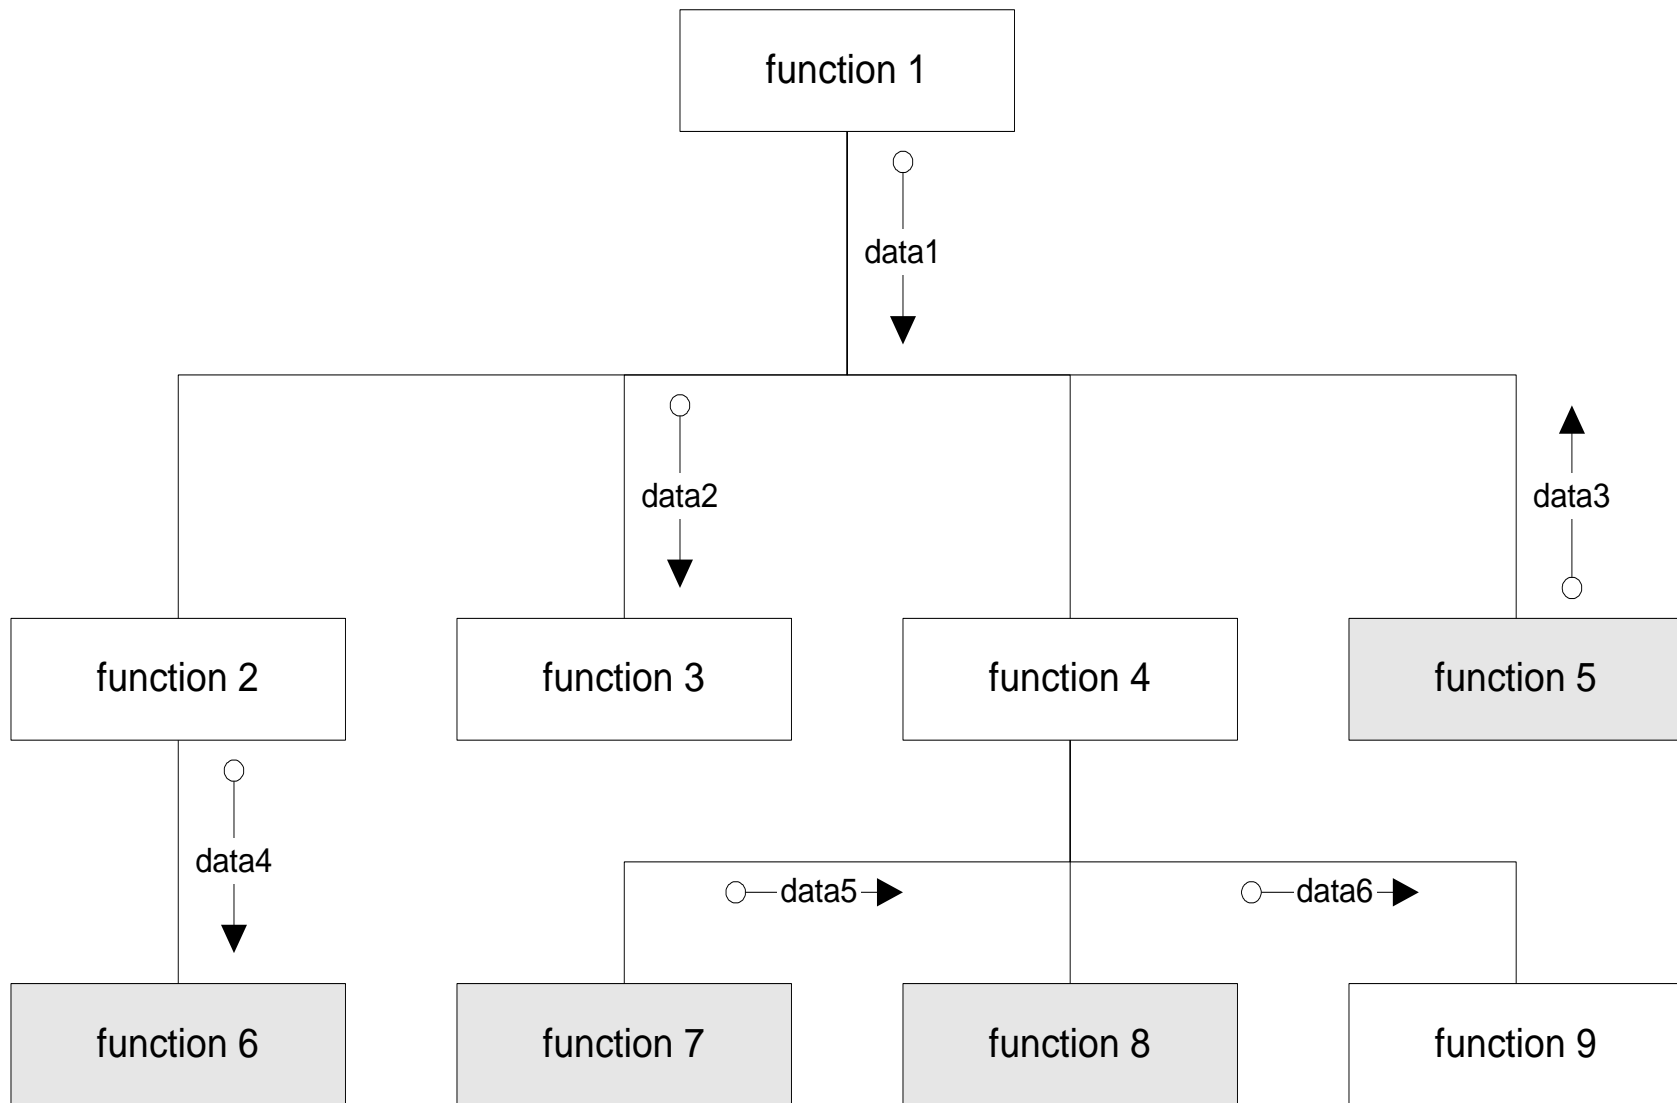 function 1
data1
data2
data3
function 2
function 3
function 4
function 5
data4
data5
data6
function 6
function 7
function 8
function 9